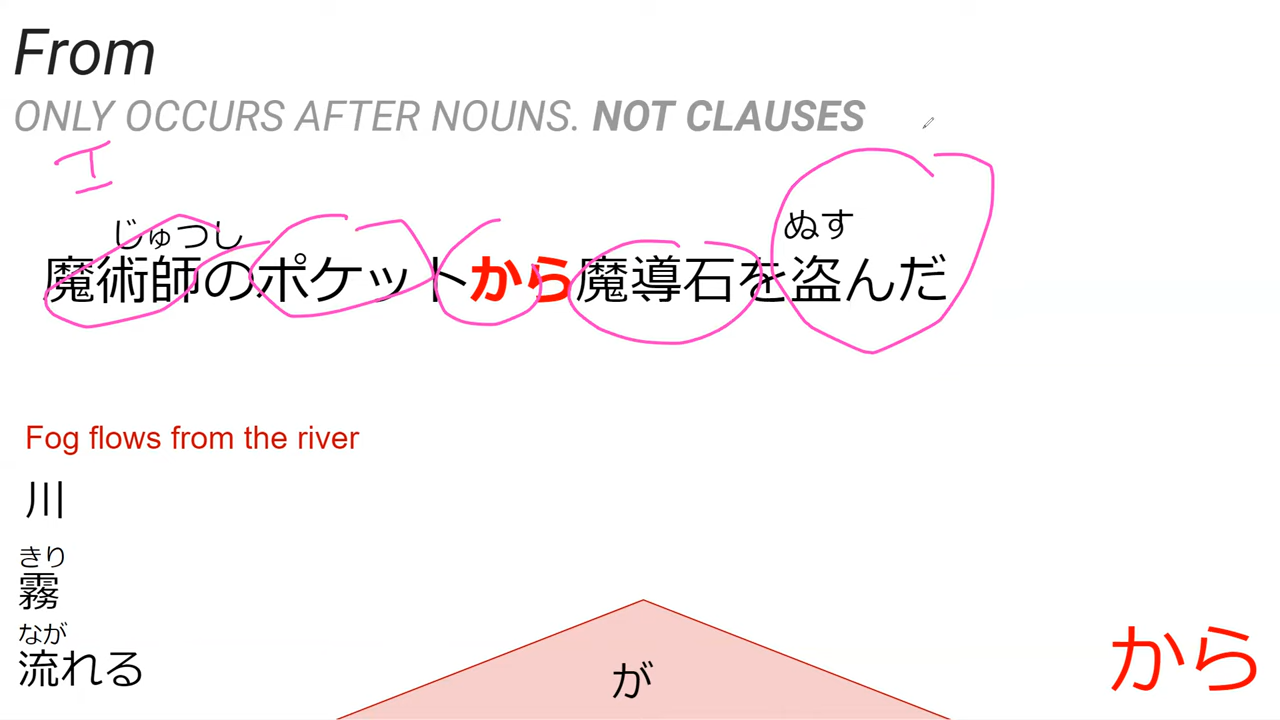 From
ONLY OCCURS AFTER NOUNS. NOT CLAUSES
I
じゅつし ぬす
魔術師のポケットから魔導石を盗んだ
Fog flows from the river
川
きり
霧
なが
流れる
が
から